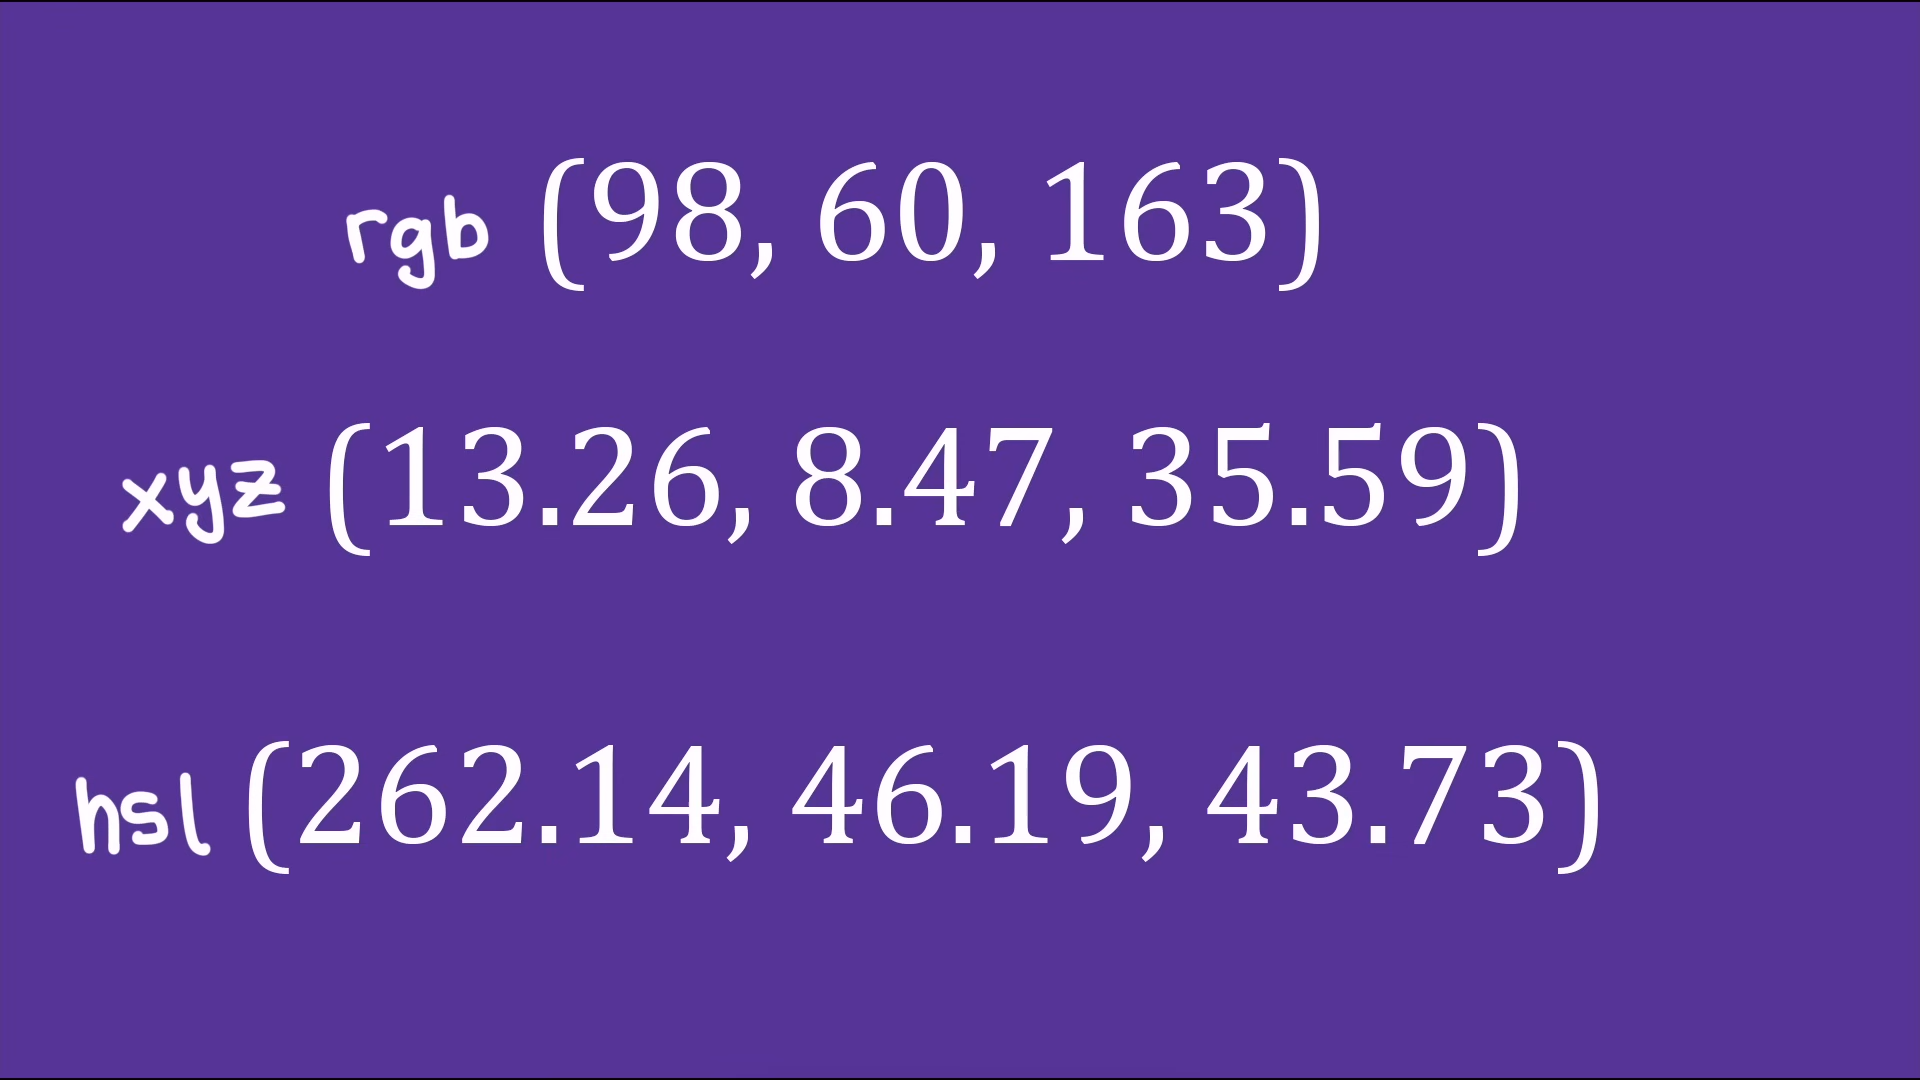 rgb (98, 60, 163)
xyz (13.26, 8.47, 35.59)
hsl (262.14, 46.19, 43.73)